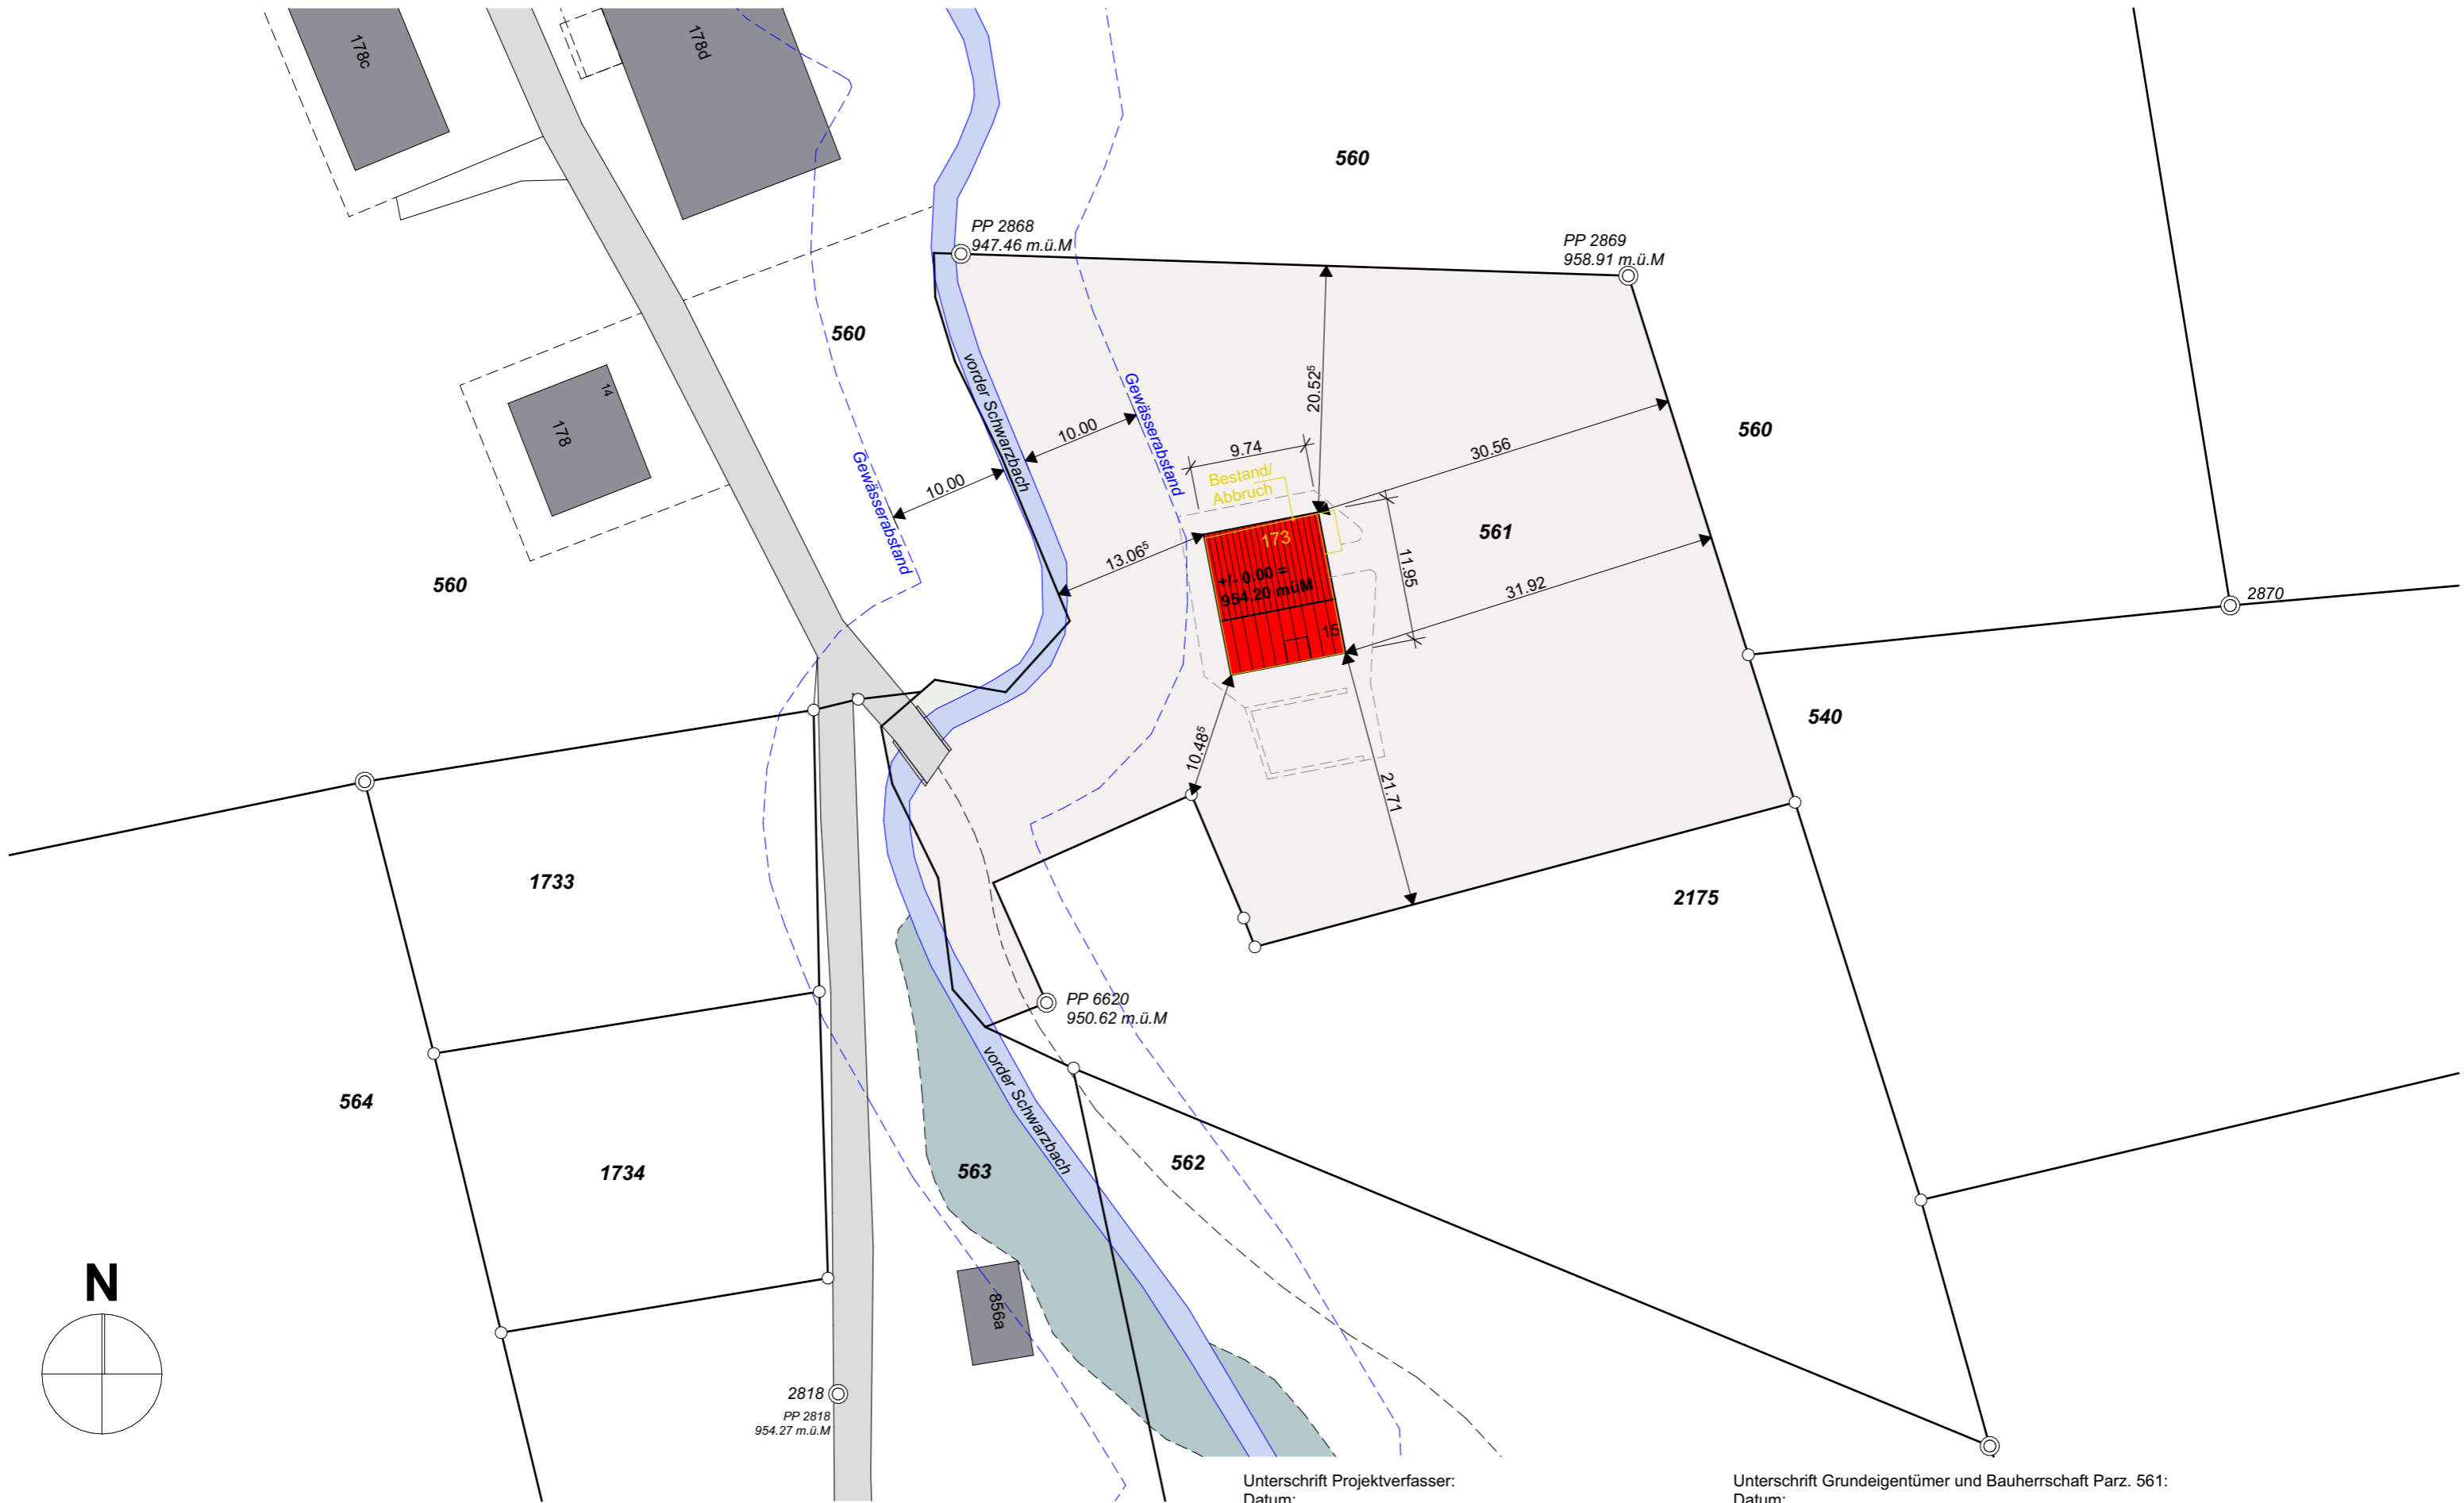 178c
178d
560
PP 2868
947.46 m.ü.M
PP 2869
958.91 m.ü.M
560
14
178
vorder Schwarzbach
Gewässerabstand
10.00
Gewässerabstand
10.00
20.52⁵
30.56
560
9.74
Bestand/
Abbruch
561
173
13.06⁵
+/- 0.00 =
954.20 müM
11.95
31.92
15
560
2870
540
10.48⁵
21.71
1733
2175
PP 6620
950.62 m.ü.M
vorder Schwarzbach
564
1734
563
562
N
856a
2818
PP 2818
954.27 m.ü.M
Unterschrift Projektverfasser:
Datum:
Unterschrift Grundeigentümer und Bauherrschaft Parz. 561:
Datum: